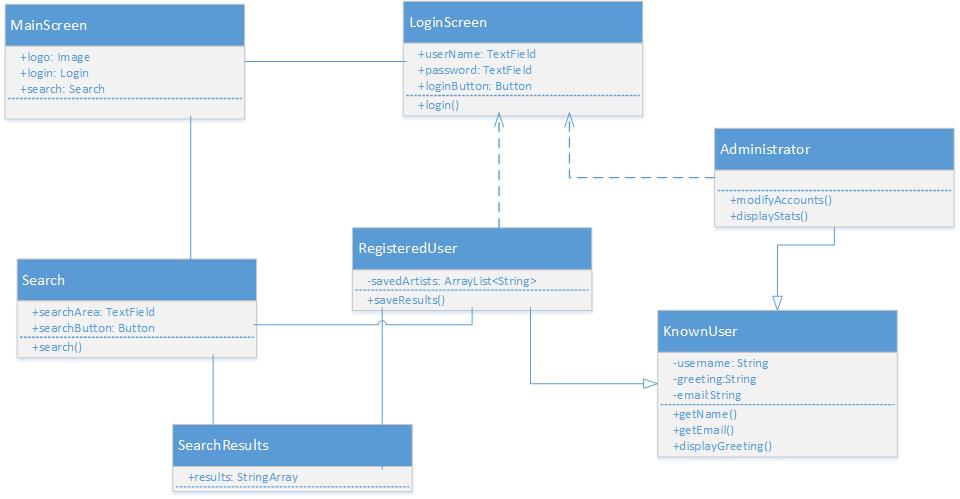 MainScreen
+logo: Image
+login: Login
+search: Search
LoginScreen
+userName: TextField
+password: TextField
+loginButton: Button
+login()
Administrator
+modifyAccounts()
+displayStats()
RegisteredUser
-savedArtists: ArrayList<String>
+saveResults()
Search
+searchArea: TextField
+searchButton: Button
+search()
KnownUser
-username: String
-greeting:String
-email:String
+getName()
+getEmail()
+displayGreeting()
SearchResults
+results: StringArray